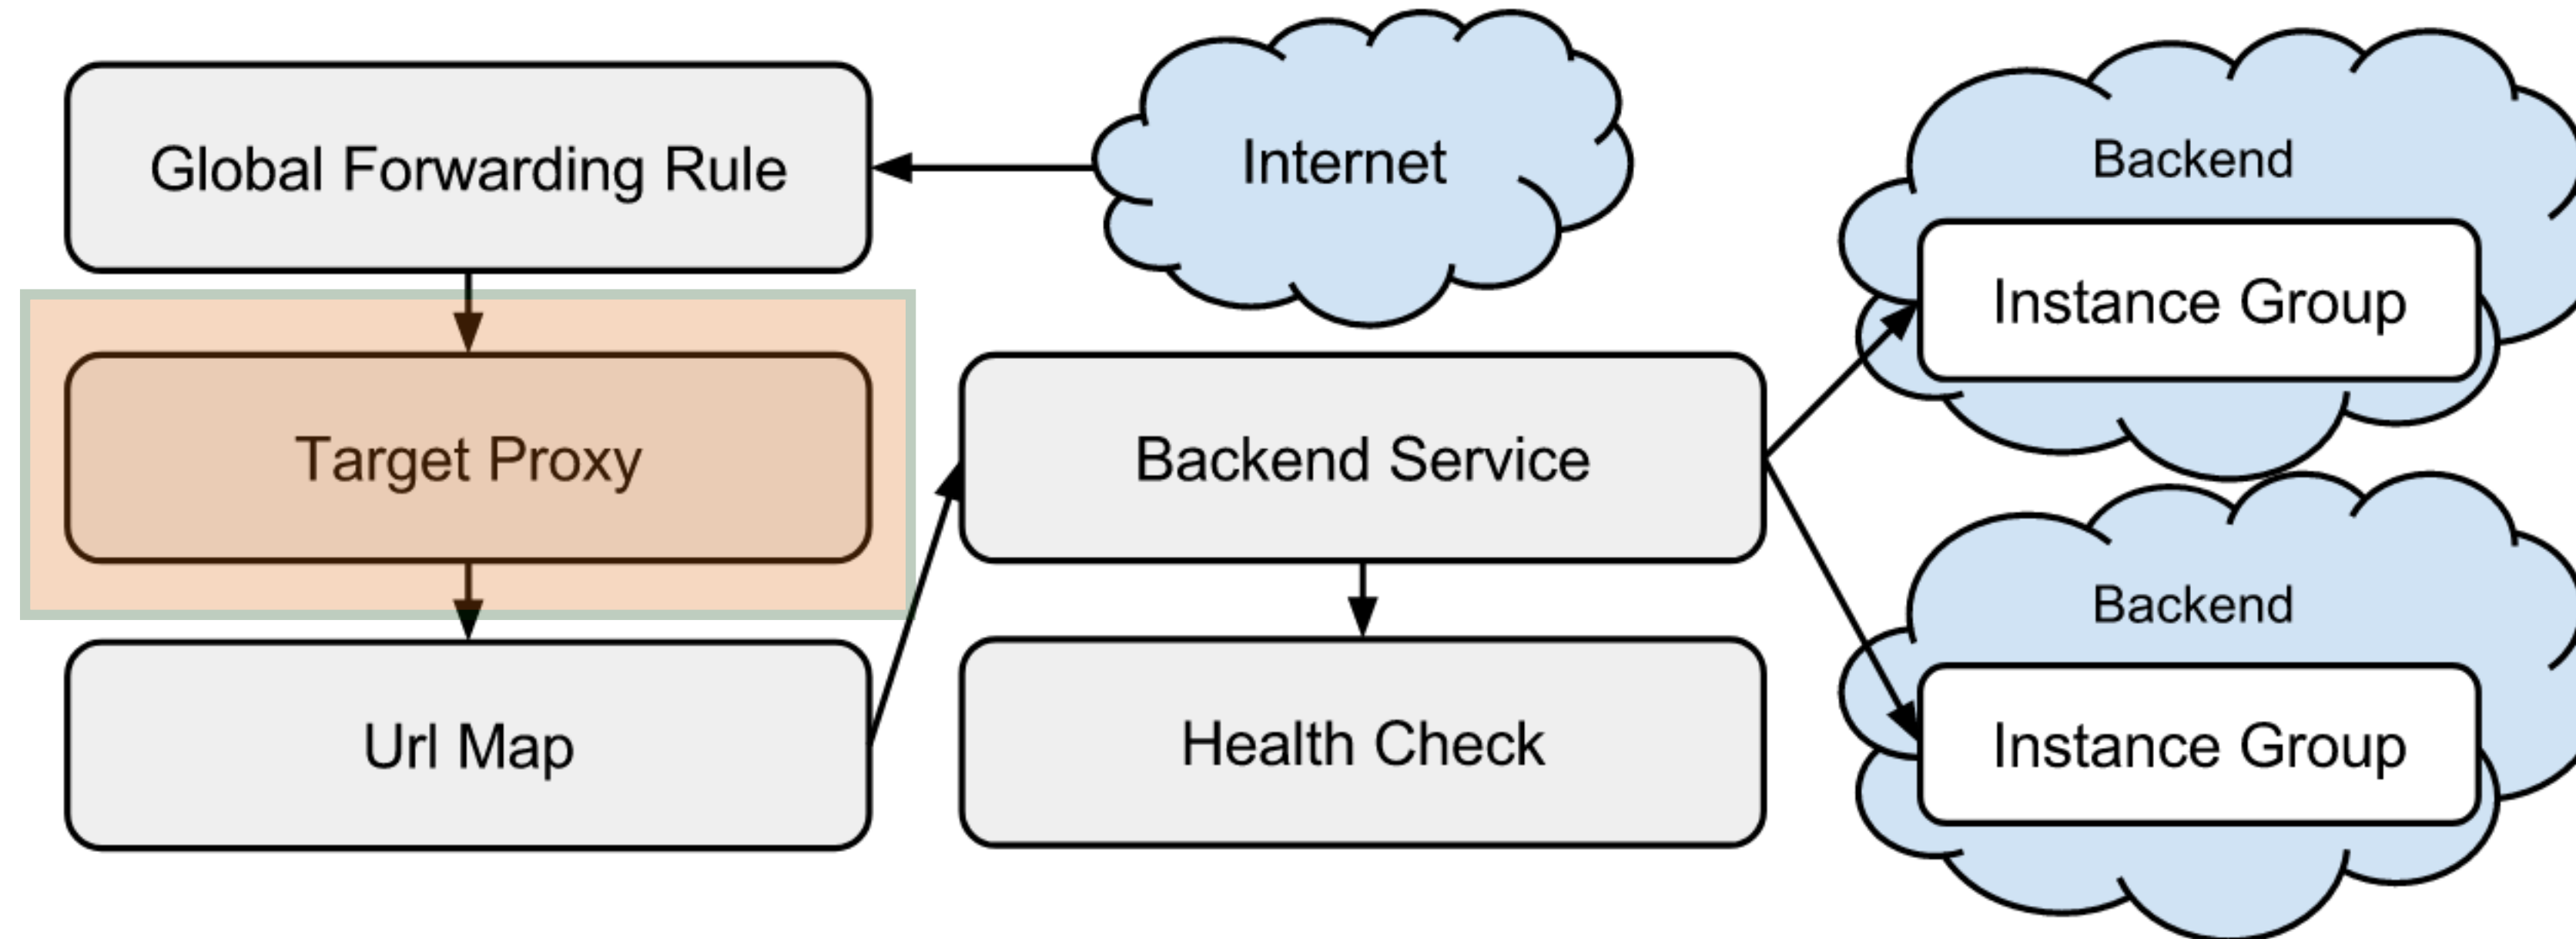 Global Forwarding Rule
Internet
Backend
Instance Group
Target Proxy
Backend Service
Backend
Instance Group
Url Map
Health Check